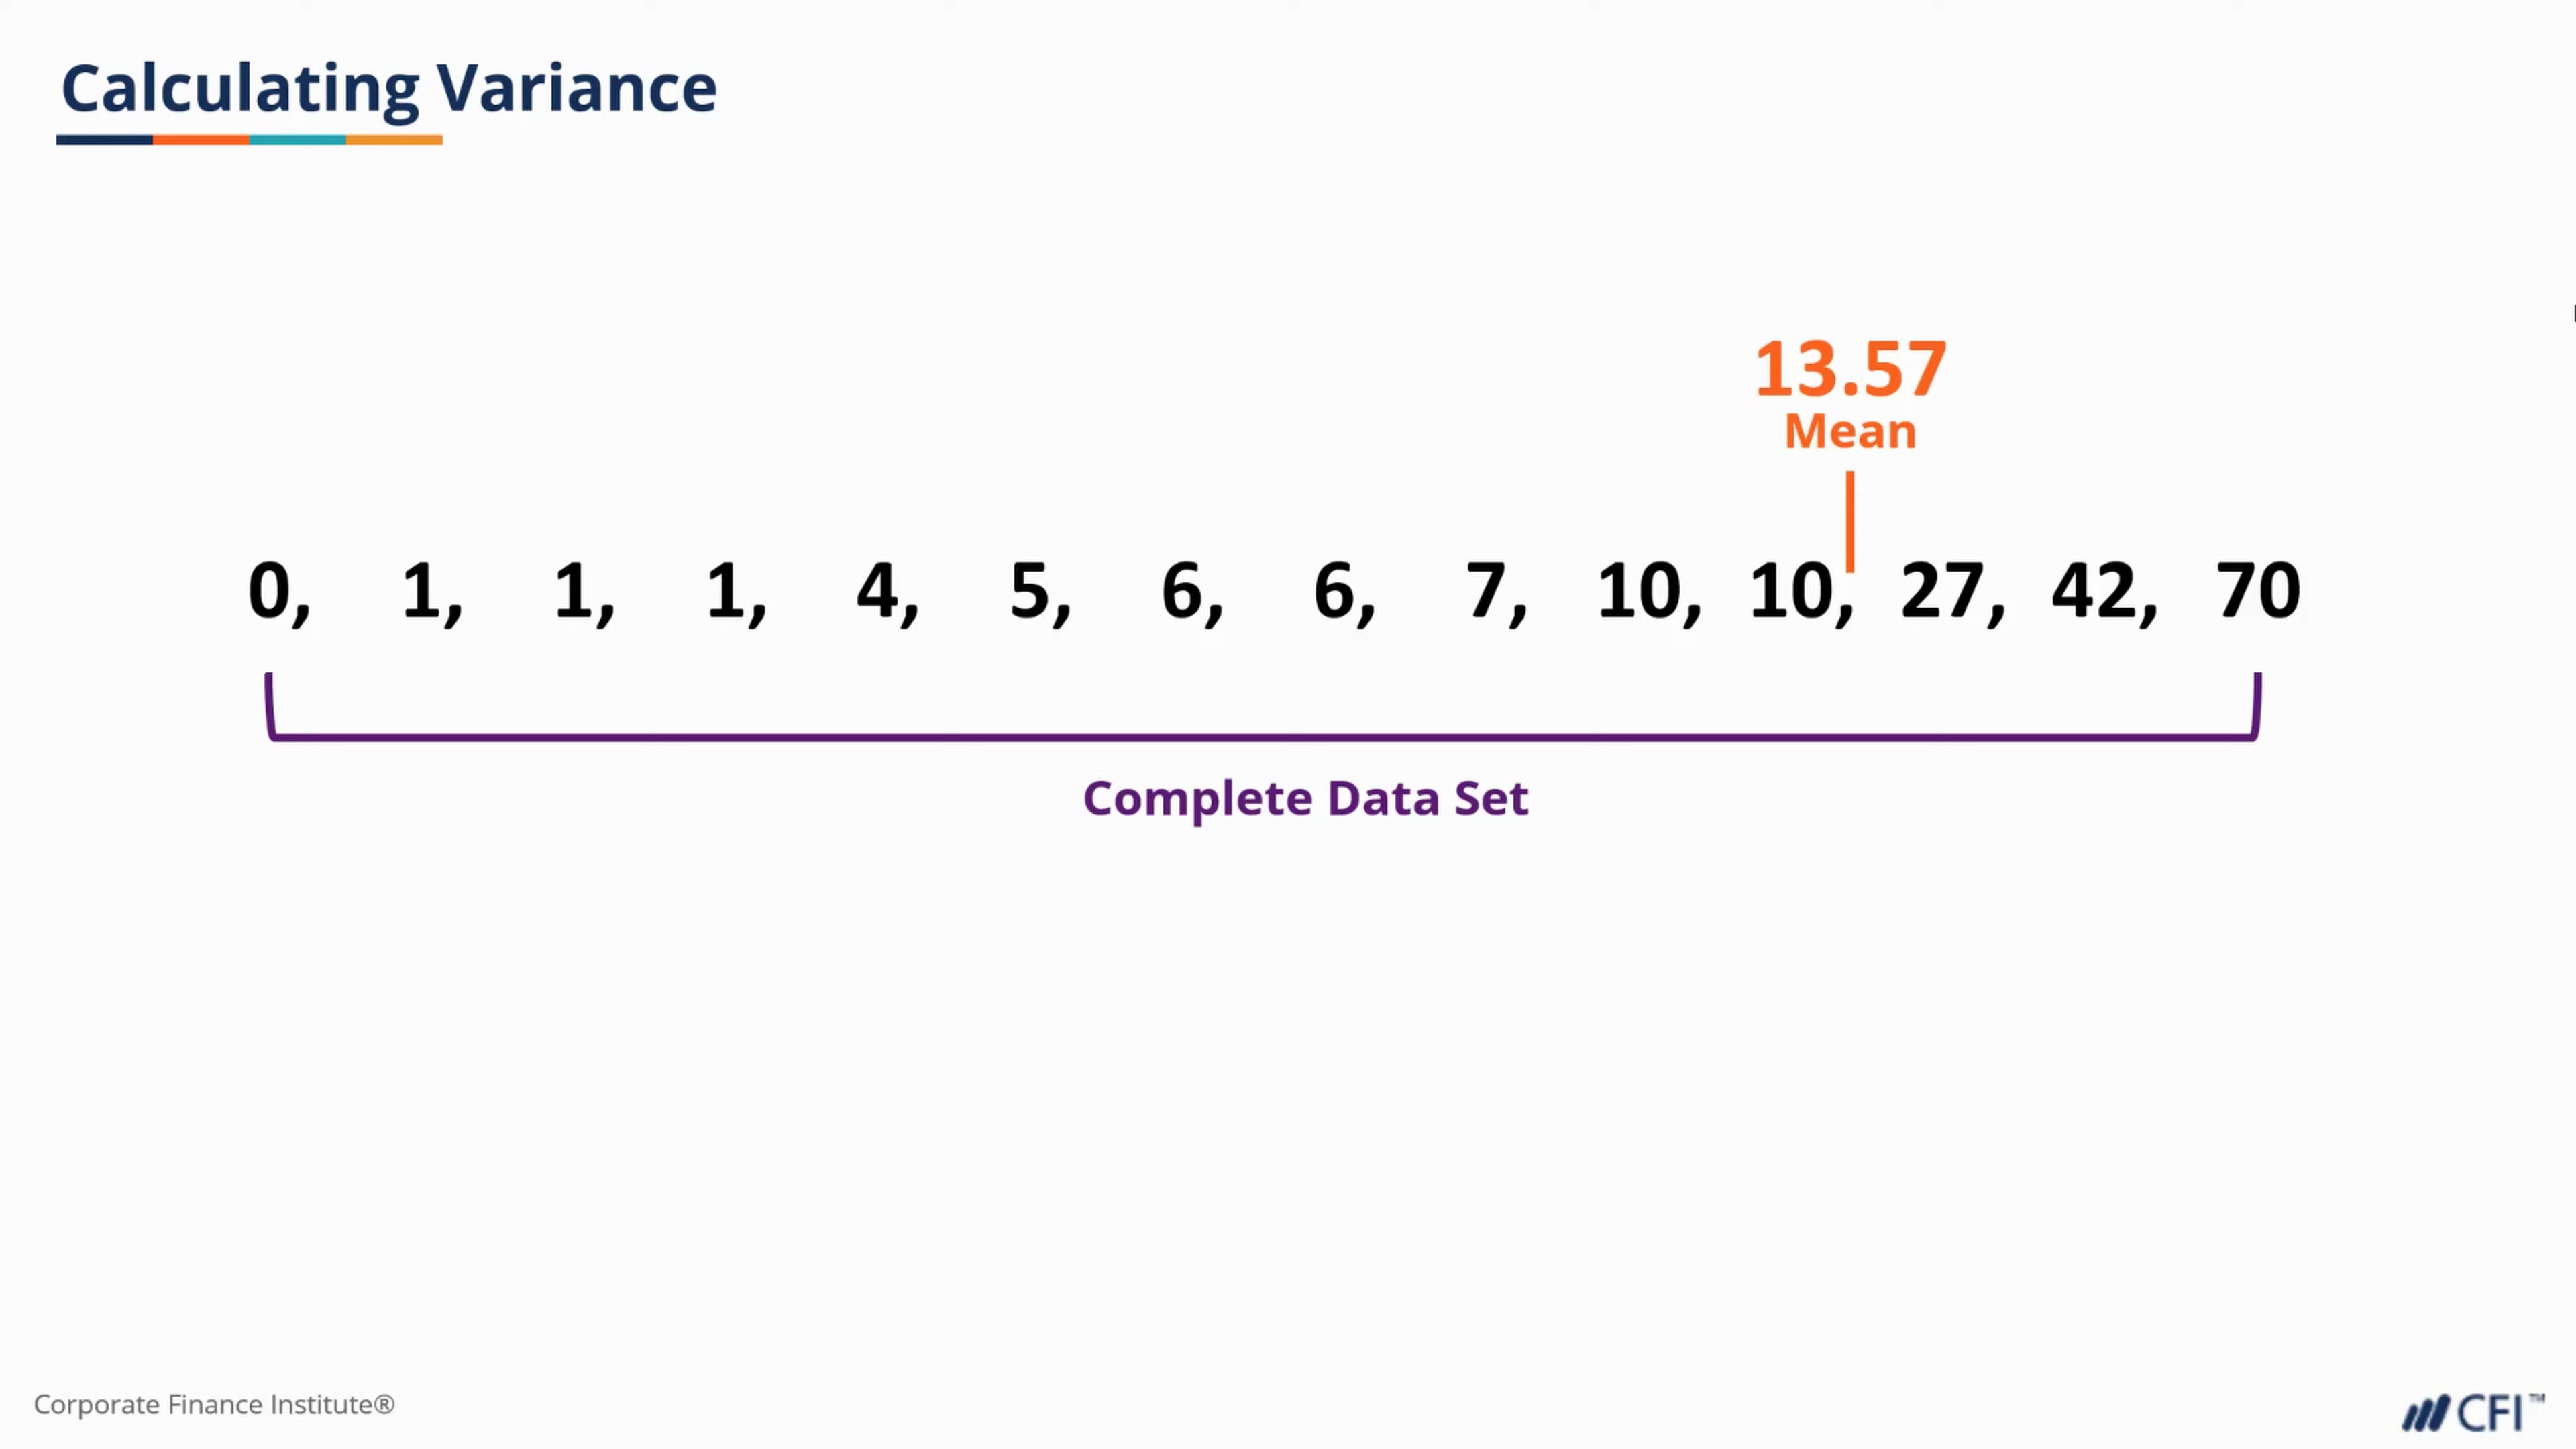 Calculating Variance
13.57
Mean
0, 1, 1, 1, 4, 5, 6, 6, 7, 10, 10, 27, 42, 70
Complete Data Set
Corporate Finance Institute®
CFI™